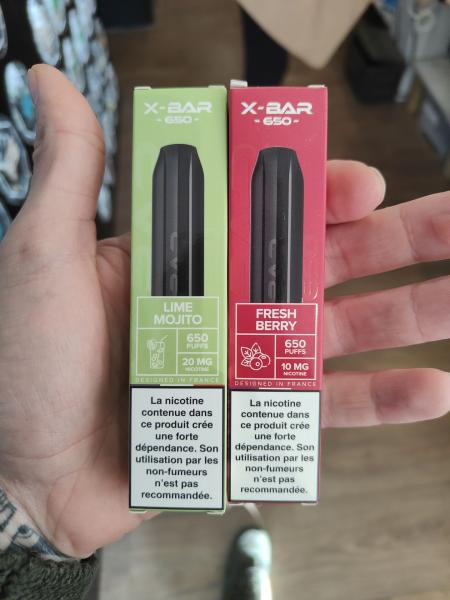 X-BAR
- 650 -
LIME
MOJITO
650
PUFFS
20 MG
NICOTINE
DESIGNED IN FRANCE
La nicotine
contenue dans
ce produit crée
une forte
dépendance. Son
utilisation par les
non-fumeurs
n'est pas
recommandée.
X-BAR
- 650 -
FRESH
BERRY
650
PUFFS
10 MG
NICOTINE
DESIGNED IN FRANCE
La nicotine
contenue dans
ce produit crée
une forte
dépendance. Son
utilisation par les
non-fumeurs
n'est pas
recommandée.